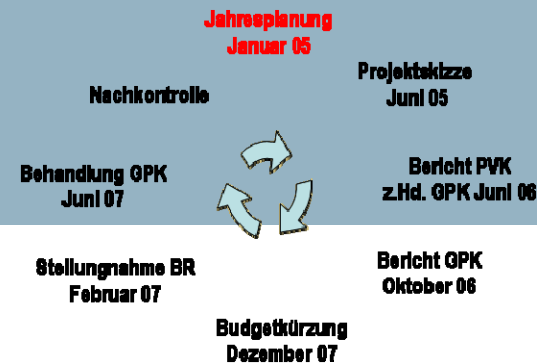 Jahresplanung
Januar 05
Projektskizze
Juni 05
Nachkontrolle
Bericht PVK
z.Hd. GPK Juni 06
Behandlung GPK
Juni 07
Bericht GPK
Oktober 06
Stellungnahme BR
Februar 07
Budgetkürzung
Dezember 07